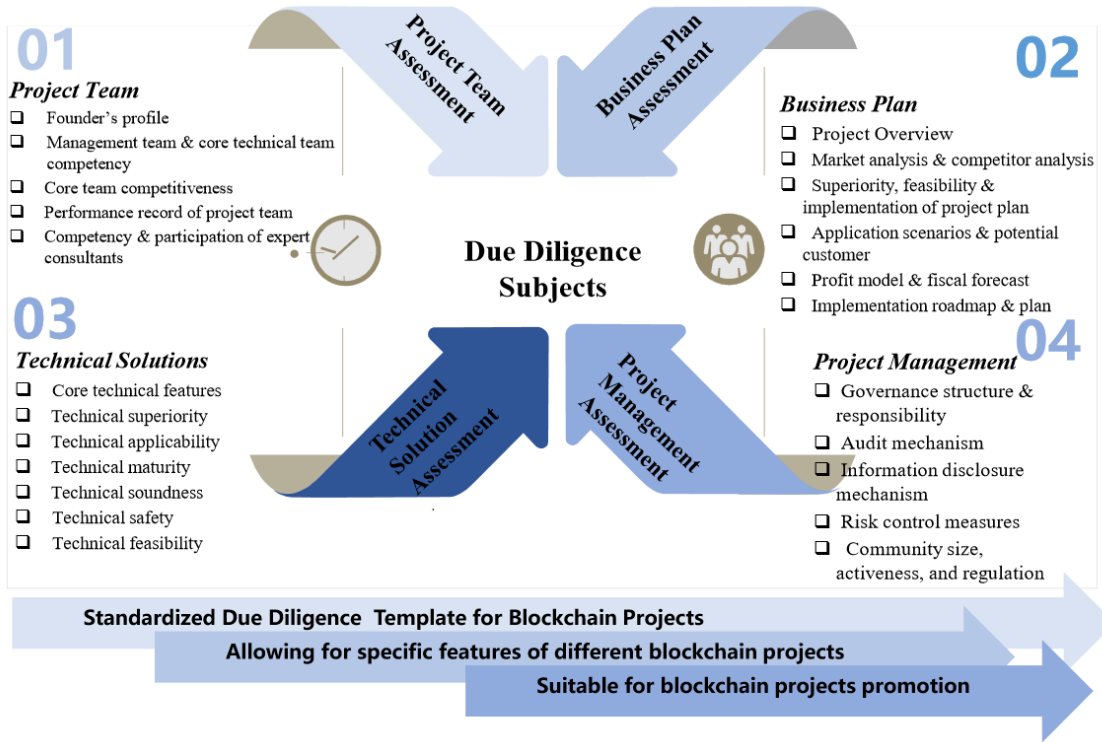 01
Project Team
Founder's profile
Management team & core technical team
competency
Core team competitiveness
Performance record of project team
Competency & participation of expert
consultants
Project Team
Assessment
Business Plan
Assessment
02
Business Plan
Project Overview
Market analysis & competitor analysis
Superiority, feasibility &
implementation of project plan
Application scenarios & potential
customer
Profit model & fiscal forecast
Implementation roadmap & plan
Due Diligence
Subjects
03
Technical Solutions
Core technical features
Technical superiority
Technical applicability
Technical maturity
Technical soundness
Technical safety
Technical feasibility
Technical
Solution
Assessment
Project
Management
Assessment
04
Project Management
Governance structure &
responsibility
Audit mechanism
Information disclosure
mechanism
Risk control measures
Community size,
activeness, and regulation
Standardized Due Diligence Template for Blockchain Projects
Allowing for specific features of different blockchain projects
Suitable for blockchain projects promotion